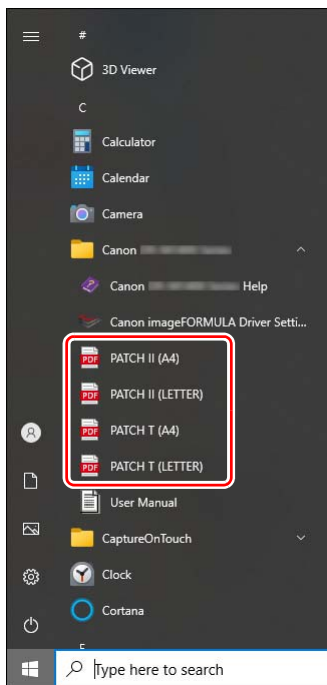 #
3D Viewer
C
Calculator
Calendar
Camera
Canon
Canon Help
Canon imageFORMULA Driver Setti...
PDF PATCH II (A4)
PDF PATCH II (LETTER)
PDF PATCH T (A4)
PDF PATCH T (LETTER)
User Manual
CaptureOnTouch
Clock
Cortana
Type here to search